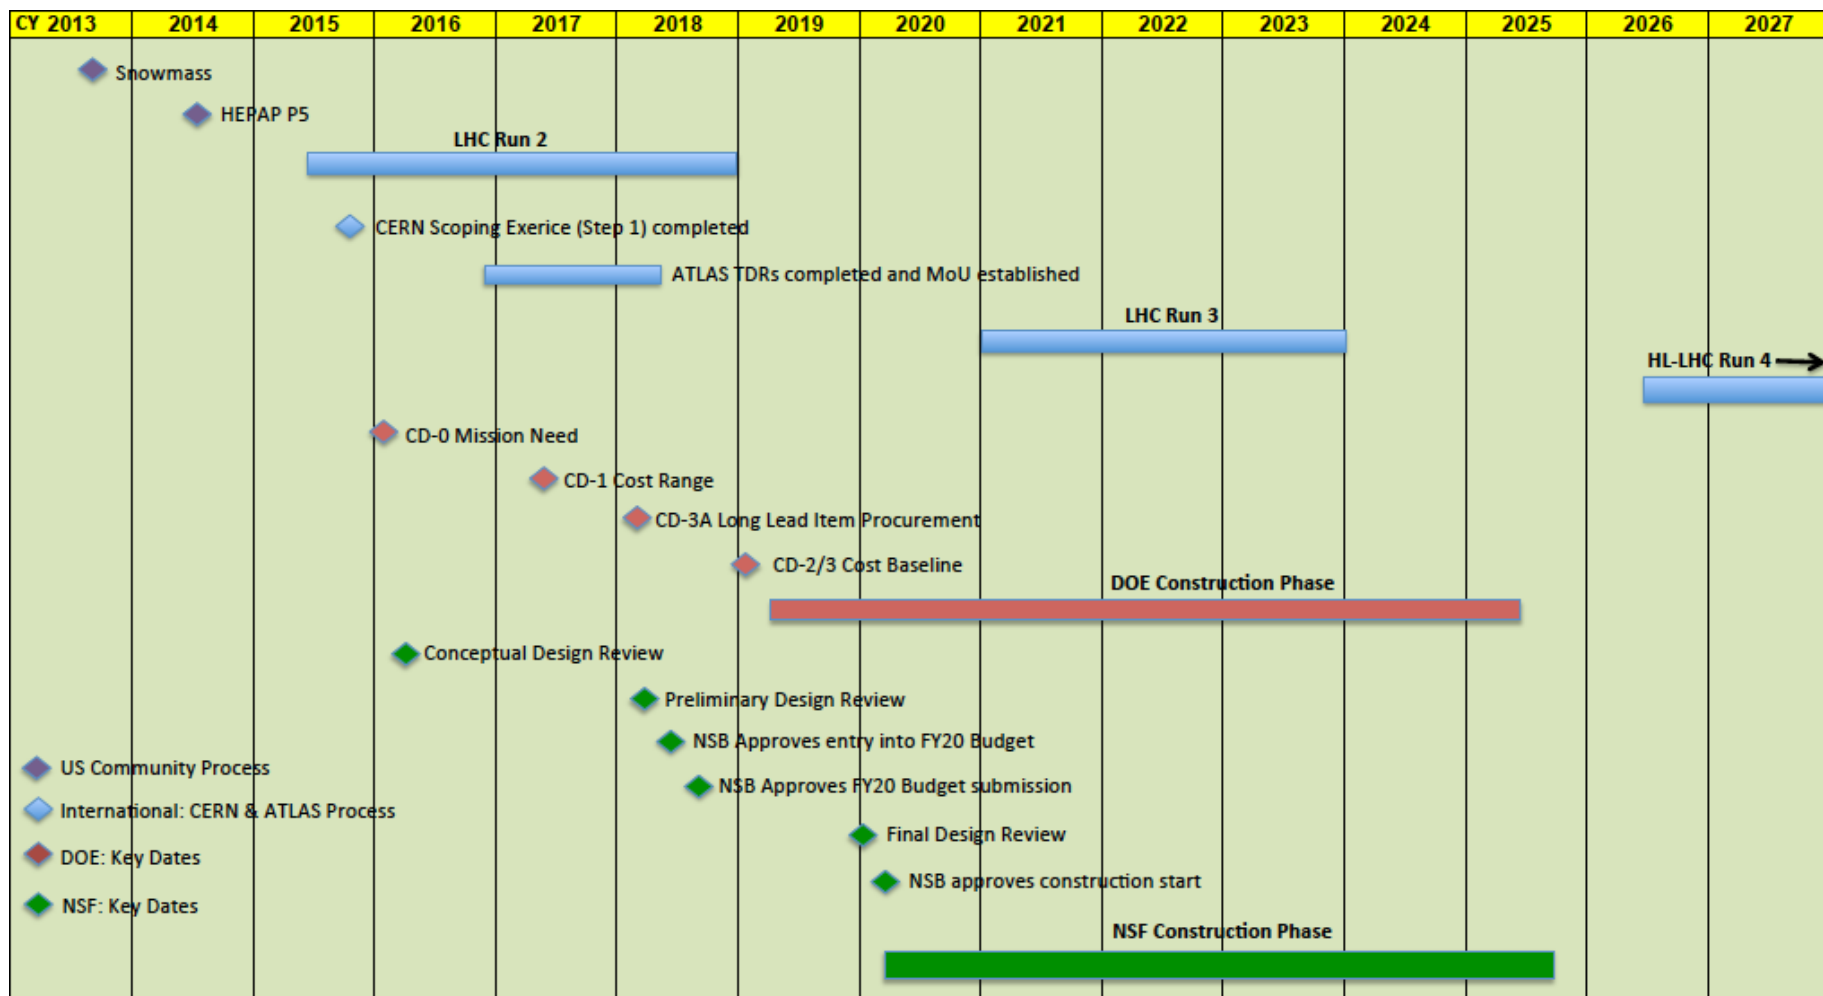 CY 2013 2014 2015 2016 2017 2018 2019 2020 2021 2022 2023 2024 2025 2026 2027
Snowmass
HEPAP P5
LHC Run 2
CERN Scoping Exerice (Step 1) completed
ATLAS TDRs completed and MoU established
LHC Run 3
HL-LHC Run 4
CD-0 Mission Need
CD-1 Cost Range
CD-3A Long Lead Item Procurement
CD-2/3 Cost Baseline
DOE Construction Phase
Conceptual Design Review
Preliminary Design Review
NSB Approves entry into FY20 Budget
NSB Approves FY20 Budget submission
Final Design Review
NSB approves construction start
NSF Construction Phase
US Community Process
International: CERN & ATLAS Process
DOE: Key Dates
NSF: Key Dates